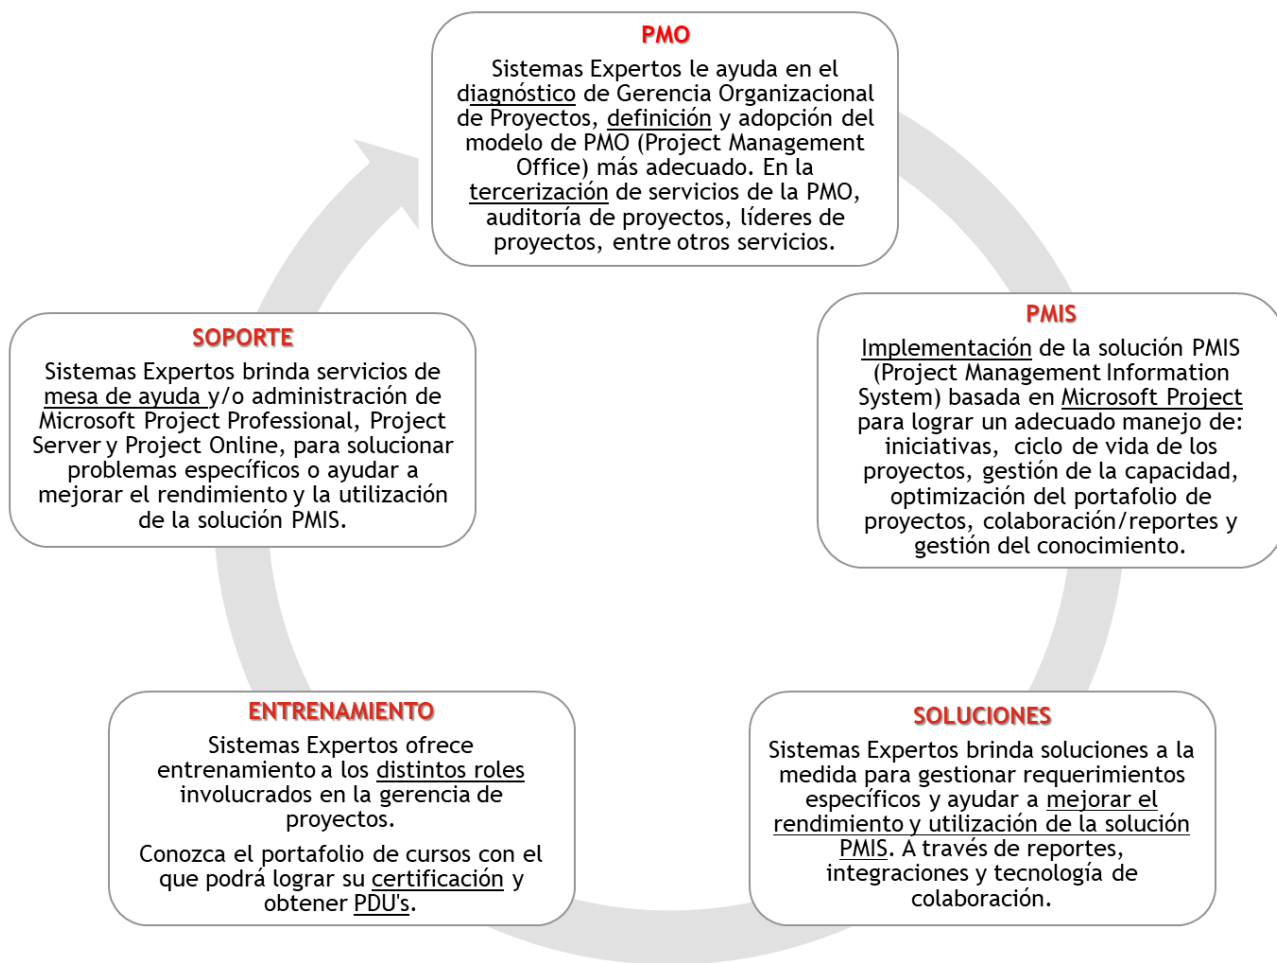 PMO
Sistemas Expertos le ayuda en el
diagnóstico de Gerencia Organizacional
de Proyectos, definición y adopción del
modelo de PMO (Project Management
Office) más adecuado. En la
tercerización de servicios de la PMO,
auditoría de proyectos, líderes de
proyectos, entre otros servicios.
PMIS
Implementación de la solución PMIS
(Project Management Information
System) basada en Microsoft Project
para lograr un adecuado manejo de:
iniciativas, ciclo de vida de los
proyectos, gestión de la capacidad,
optimización del portafolio de
proyectos, colaboración/reportes y
gestión del conocimiento.
SOLUCIONES
Sistemas Expertos brinda soluciones a la
medida para gestionar requerimientos
específicos y ayudar a mejorar el
rendimiento y utilización de la solución
PMIS. A través de reportes,
integraciones y tecnología de
colaboración.
ENTRENAMIENTO
Sistemas Expertos ofrece
entrenamiento a los distintos roles
involucrados en la gerencia de
proyectos.
Conozca el portafolio de cursos con el
que podrá lograr su certificación y
obtener PDU's.
SOPORTE
Sistemas Expertos brinda servicios de
mesa de ayuda y/o administración de
Microsoft Project Professional, Project
Server y Project Online, para solucionar
problemas específicos o ayudar a
mejorar el rendimiento y la utilización
de la solución PMIS.